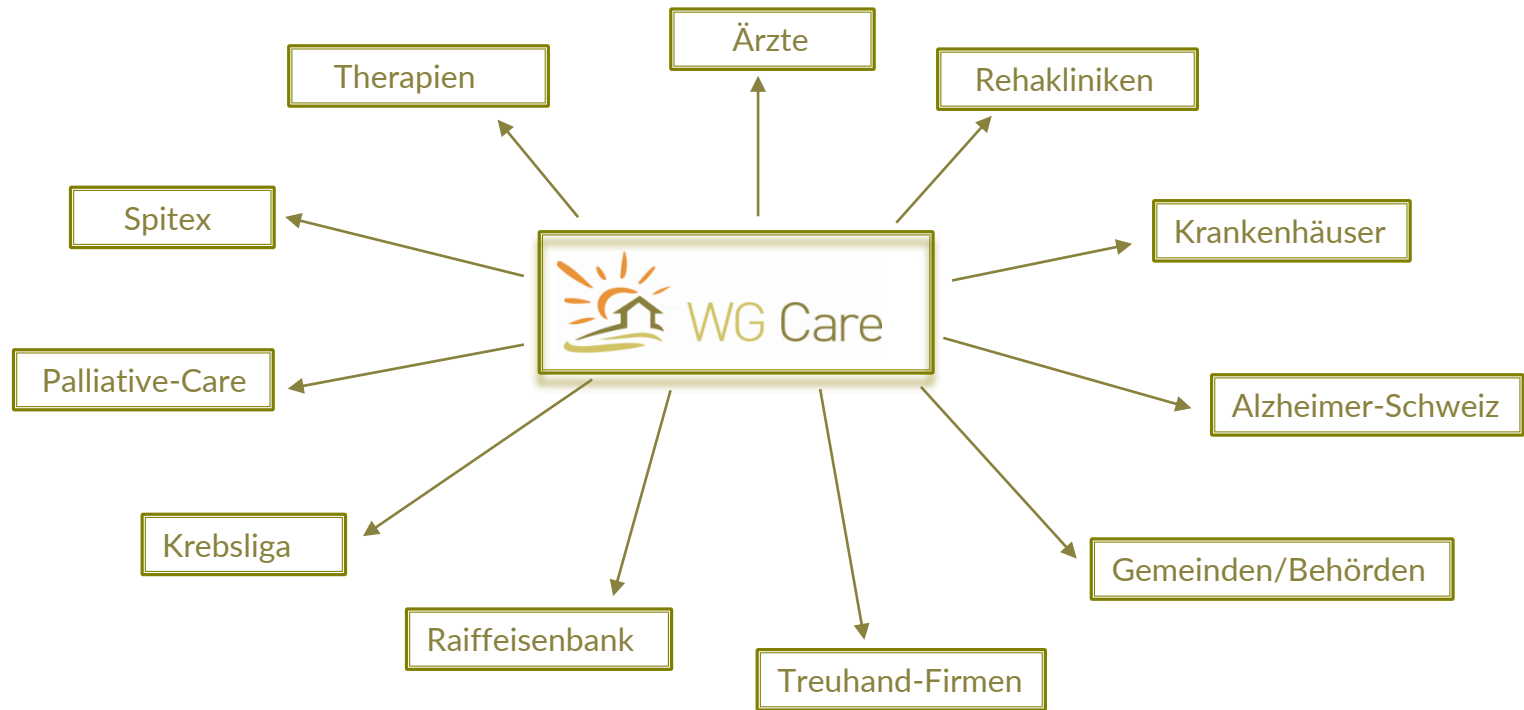 Ärzte
Therapien
Rehakliniken
Spitex
Krankenhäuser
WG Care
Palliative-Care
Alzheimer-Schweiz
Krebsliga
Gemeinden/Behörden
Raiffeisenbank
Treuhand-Firmen